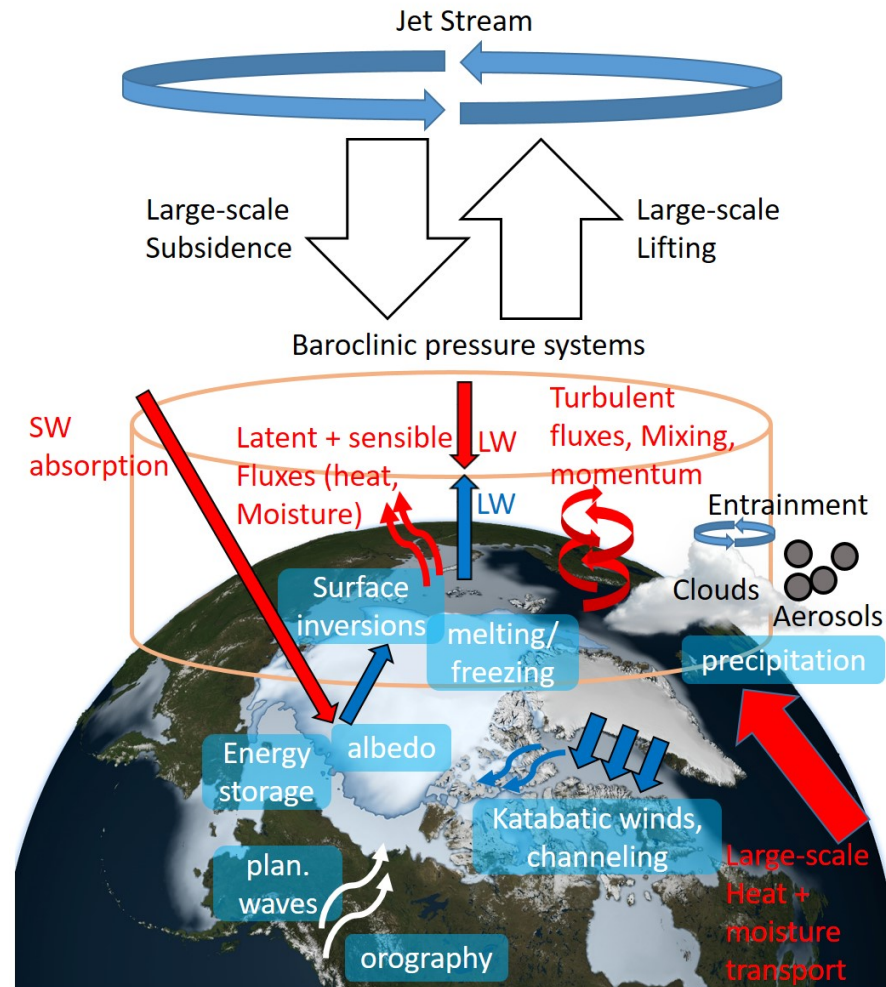 Jet Stream
Large-scale
Subsidence
Large-scale
Lifting
Baroclinic pressure systems
SW
absorption
Latent + sensible
Fluxes (heat,
Moisture)
LW
LW
Turbulent
fluxes, Mixing,
momentum
Entrainment
Clouds
Aerosols
precipitation
Surface
inversions
melting/
freezing
albedo
Energy
storage
Katabatic winds,
channeling
plan.
waves
orography
Large-scale
Heat +
moisture
transport